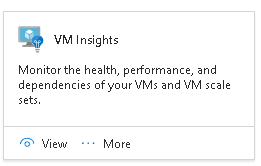 VM Insights
Monitor the health, performance, and
dependencies of your VMs and VM scale
sets.
View ··· More